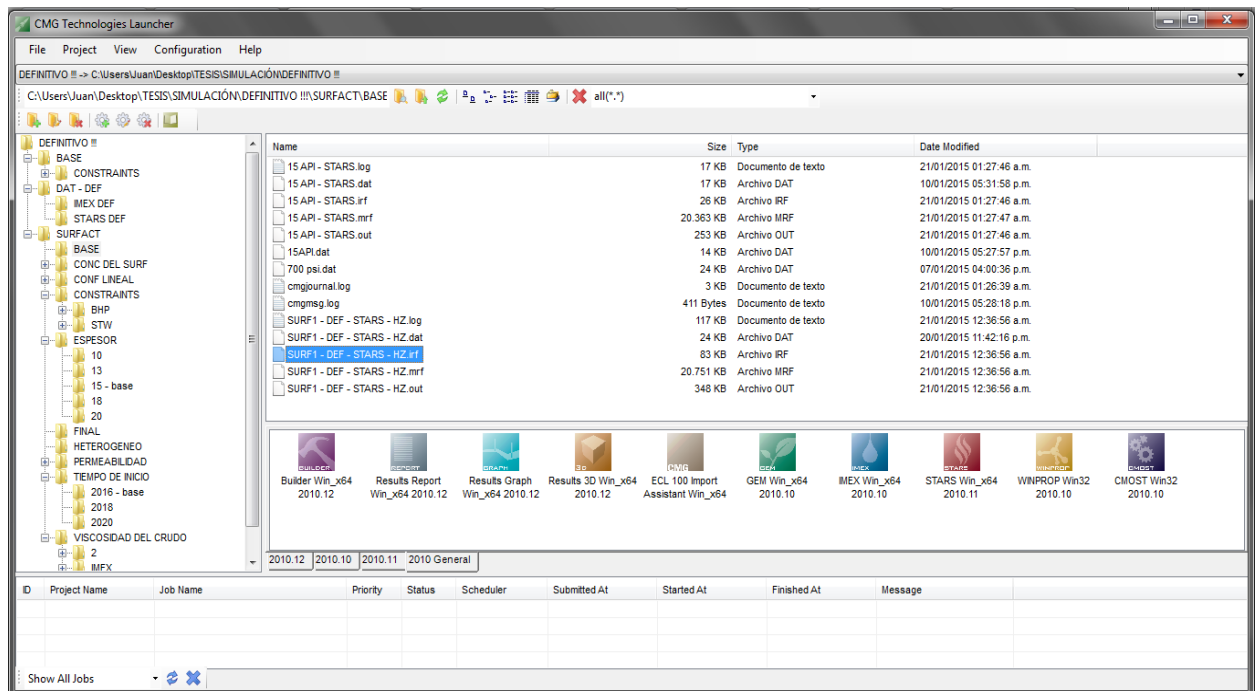 CMG Technologies Launcher
File Project View Configuration Help
DEFINITIVO !!! -> C:\Users\Juan\Desktop\TESIS\SIMULACIÓN\DEFINITIVO !!!
C:\Users\Juan\Desktop\TESIS\SIMULACIÓN\DEFINITIVO !!!\SURFACT\BASE all(*.*)
DEFINITIVO !!!
BASE
CONSTRAINTS
DAT - DEF
IMEX DEF
STARS DEF
SURFACT
BASE
CONC DEL SURF
CONF LINEAL
CONSTRAINTS
BHP
STW
ESPESOR
10
13
15 - base
18
20
FINAL
HETEROGENEO
PERMEABILIDAD
TIEMPO DE INICIO
2016 - base
2018
2020
VISCOSIDAD DEL CRUDO
2
IMEX
Name Size Type Date Modified
15 API - STARS.log 17 KB Documento de texto 21/01/2015 01:27:46 a.m.
15 API - STARS.dat 17 KB Archivo DAT 10/01/2015 05:31:58 p.m.
15 API - STARS.irf 26 KB Archivo IRF 21/01/2015 01:27:46 a.m.
15 API - STARS.mrf 20.363 KB Archivo MRF 21/01/2015 01:27:47 a.m.
15 API - STARS.out 253 KB Archivo OUT 21/01/2015 01:27:46 a.m.
15API.dat 14 KB Archivo DAT 10/01/2015 05:27:57 p.m.
700 psi.dat 24 KB Archivo DAT 07/01/2015 04:00:36 p.m.
cmgjournal.log 3 KB Documento de texto 21/01/2015 01:26:39 a.m.
cmgmsg.log 411 Bytes Documento de texto 10/01/2015 05:28:18 p.m.
SURF1 - DEF - STARS - HZ.log 117 KB Documento de texto 21/01/2015 12:36:56 a.m.
SURF1 - DEF - STARS - HZ.dat 24 KB Archivo DAT 20/01/2015 11:42:16 p.m.
SURF1 - DEF - STARS - HZ.irf 83 KB Archivo IRF 21/01/2015 12:36:56 a.m.
SURF1 - DEF - STARS - HZ.mrf 20.751 KB Archivo MRF 21/01/2015 12:36:56 a.m.
SURF1 - DEF - STARS - HZ.out 348 KB Archivo OUT 21/01/2015 12:36:56 a.m.
BUILDER REPORT GRAPH 3D CMG GEM IMEX STARS WINPROP CMOST
Builder Win_x64 Results Report Results Graph Results 3D Win_x64 ECL 100 Import GEM Win_x64 IMEX Win_x64 STARS Win_x64 WINPROP Win32 CMOST Win32
2010.12 Win_x64 2010.12 Win_x64 2010.12 2010.12 Assistant Win_x64 2010.10 2010.10 2010.11 2010.10 2010.10
2010.12 2010.10 2010.11 2010 General
ID Project Name Job Name Priority Status Scheduler Submitted At Started At Finished At Message
Show All Jobs